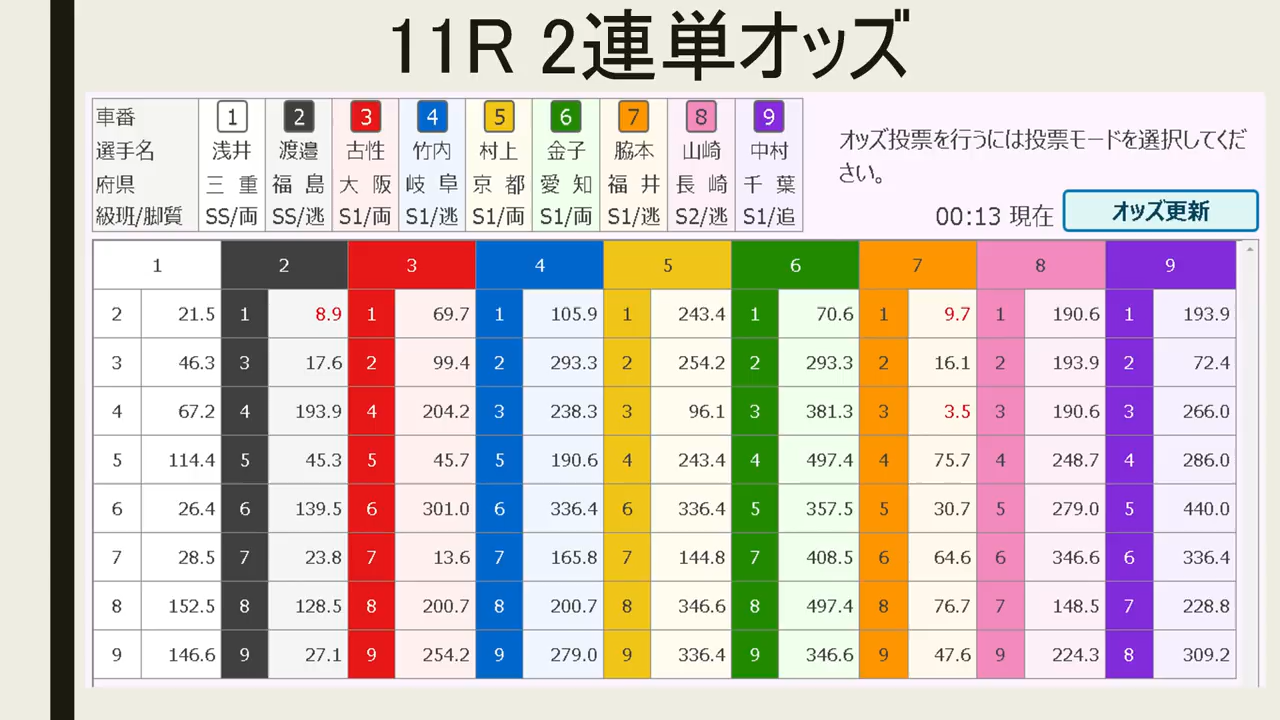 11R 2連単オッズ
車番 1 2 3 4 5 6 7 8 9
選手名 浅井 渡邉 古性 竹内 村上 金子 脇本 山崎 中村
府県 三 重 福 島 大 阪 岐 阜 京 都 愛 知 福 井 長 崎 千 葉
級班/脚質 SS/両 SS/逃 S1/両 S1/逃 S1/両 S1/両 S1/逃 S2/逃 S1/追
オッズ投票を行うには投票モードを選択してくだ
さい。
00:13 現在 オッズ更新
1 2 3 4 5 6 7 8 9
2 21.5 1 8.9 1 69.7 1 105.9 1 243.4 1 70.6 1 9.7 1 190.6 1 193.9
3 46.3 3 17.6 2 99.4 2 293.3 2 254.2 2 293.3 2 16.1 2 193.9 2 72.4
4 67.2 4 193.9 4 204.2 3 238.3 3 96.1 3 381.3 3 3.5 3 190.6 3 266.0
5 114.4 5 45.3 5 45.7 5 190.6 4 243.4 4 497.4 4 75.7 4 248.7 4 286.0
6 26.4 6 139.5 6 301.0 6 336.4 6 336.4 5 357.5 5 30.7 5 279.0 5 440.0
7 28.5 7 23.8 7 13.6 7 165.8 7 144.8 7 408.5 6 64.6 6 346.6 6 336.4
8 152.5 8 128.5 8 200.7 8 200.7 8 346.6 8 497.4 8 76.7 7 148.5 7 228.8
9 146.6 9 27.1 9 254.2 9 279.0 9 336.4 9 346.6 9 47.6 9 224.3 8 309.2